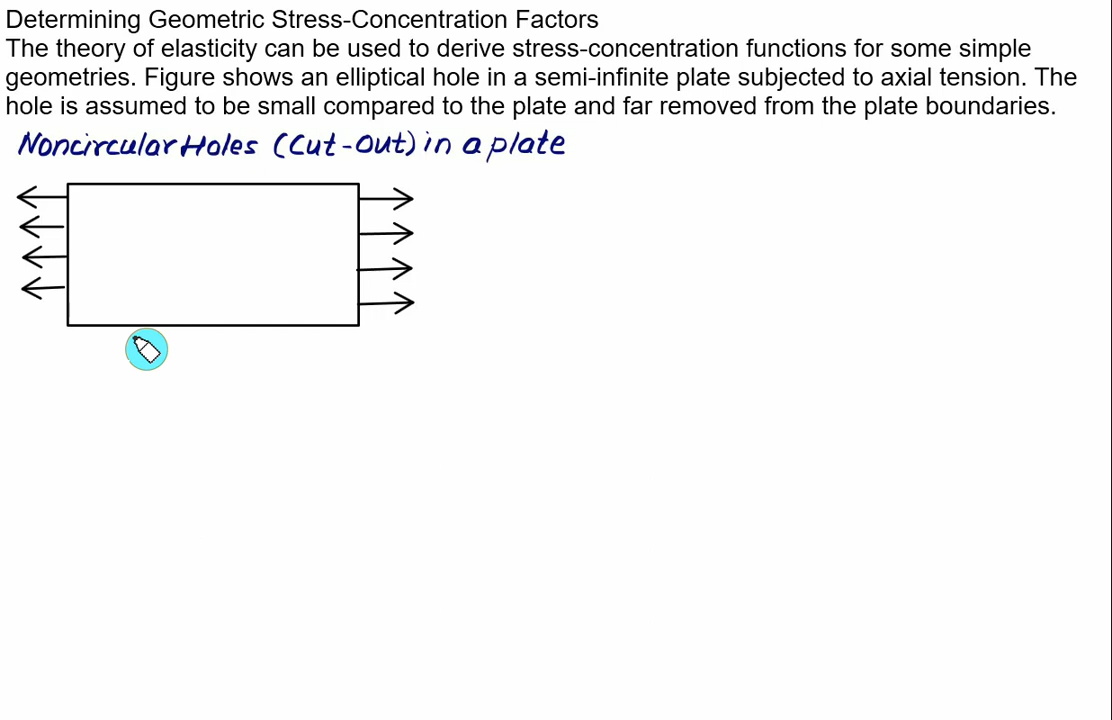 Determining Geometric Stress-Concentration Factors
The theory of elasticity can be used to derive stress-concentration functions for some simple
geometries. Figure shows an elliptical hole in a semi-infinite plate subjected to axial tension. The
hole is assumed to be small compared to the plate and far removed from the plate boundaries.
Noncircular Holes (Cut-Out) in a plate